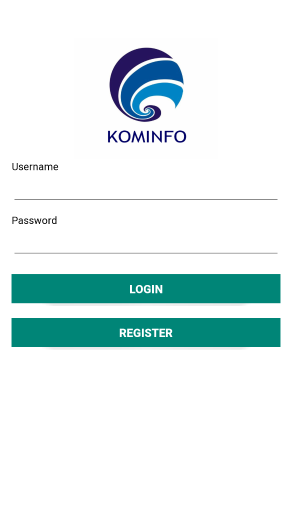 KOMINFO
Username
Password
LOGIN
REGISTER